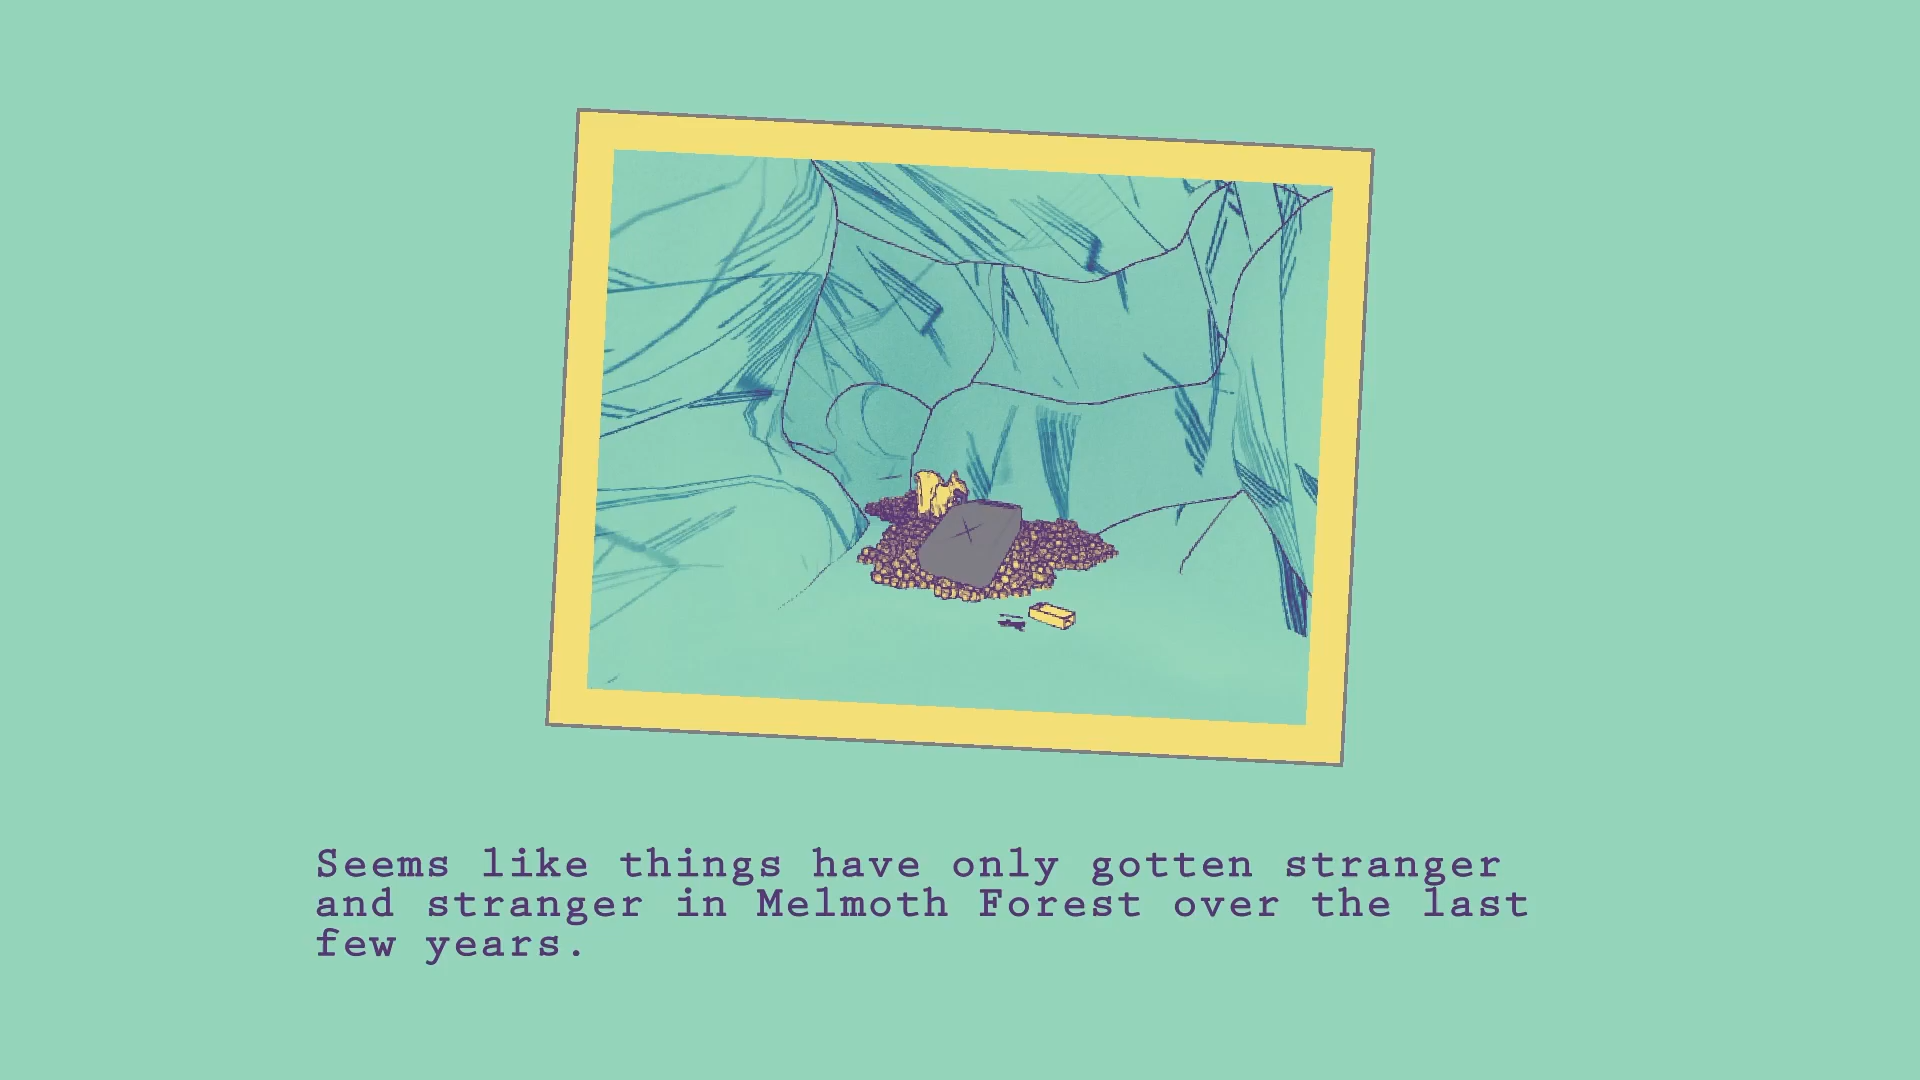 Seems like things have only gotten stranger
and stranger in Melmoth Forest over the last
few years.